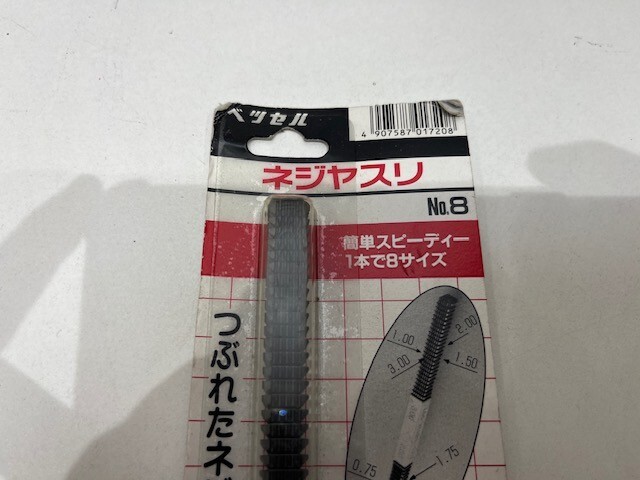 ベッセル
4 907587 017208
ネジヤスリ
No.8
簡単スピーディー
1本で8サイズ
つぶれたネジ
1.00
2.00
3.00
1.50
0.75
1.75